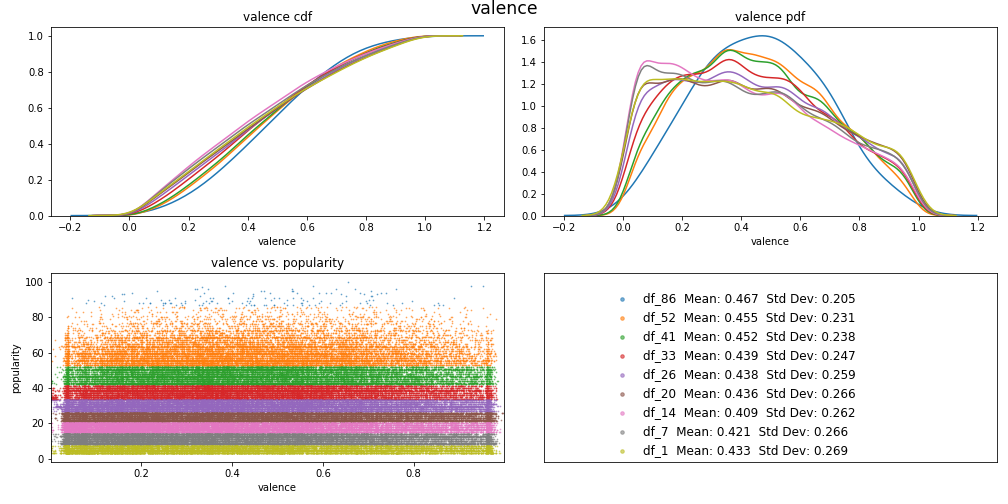 valence
valence cdf
1.0
0.8
0.6
0.4
0.2
0.0
−0.2 0.0 0.2 0.4 0.6 0.8 1.0 1.2
valence
valence pdf
1.6
1.4
1.2
1.0
0.8
0.6
0.4
0.2
0.0
−0.2 0.0 0.2 0.4 0.6 0.8 1.0 1.2
valence
valence vs. popularity
popularity
100
80
60
40
20
0
0.2 0.4 0.6 0.8
valence
df_86 Mean: 0.467 Std Dev: 0.205
df_52 Mean: 0.455 Std Dev: 0.231
df_41 Mean: 0.452 Std Dev: 0.238
df_33 Mean: 0.439 Std Dev: 0.247
df_26 Mean: 0.438 Std Dev: 0.259
df_20 Mean: 0.436 Std Dev: 0.266
df_14 Mean: 0.409 Std Dev: 0.262
df_7 Mean: 0.421 Std Dev: 0.266
df_1 Mean: 0.433 Std Dev: 0.269